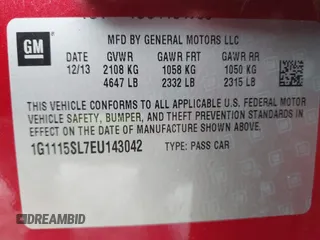 GM
MFD BY GENERAL MOTORS LLC
DATE GVWR GAWR FRT GAWR RR
12/13 2108 KG 1058 KG 1050 KG
4647 LB 2332 LB 2315 LB
THIS VEHICLE CONFORMS TO ALL APPLICABLE U.S. FEDERAL MOTOR
VEHICLE SAFETY, BUMPER, AND THEFT PREVENTION STANDARDS IN
EFFECT ON THE DATE OF MANUFACTURE SHOWN ABOVE.
1G1115SL7EU143042 TYPE: PASS CAR
DREAMBID